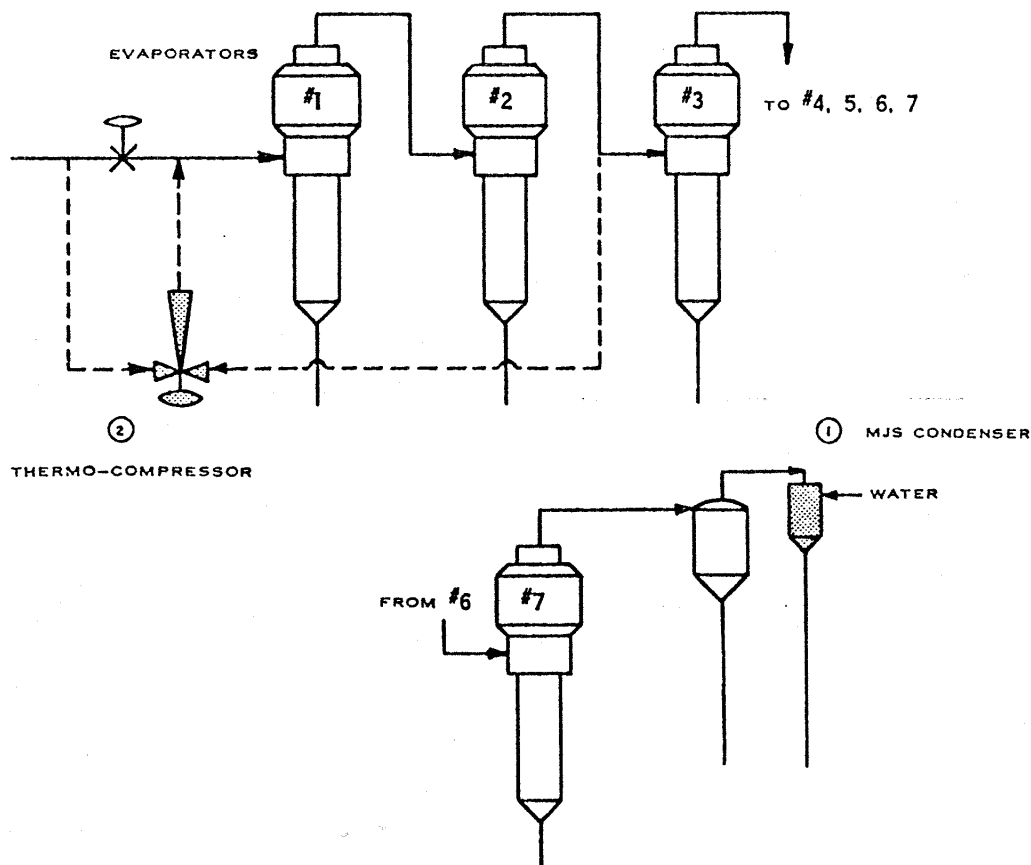 EVAPORATORS
#1
#2
#3
TO #4, 5, 6, 7
2
1
MJS CONDENSER
THERMO-COMPRESSOR
WATER
FROM #6
#7